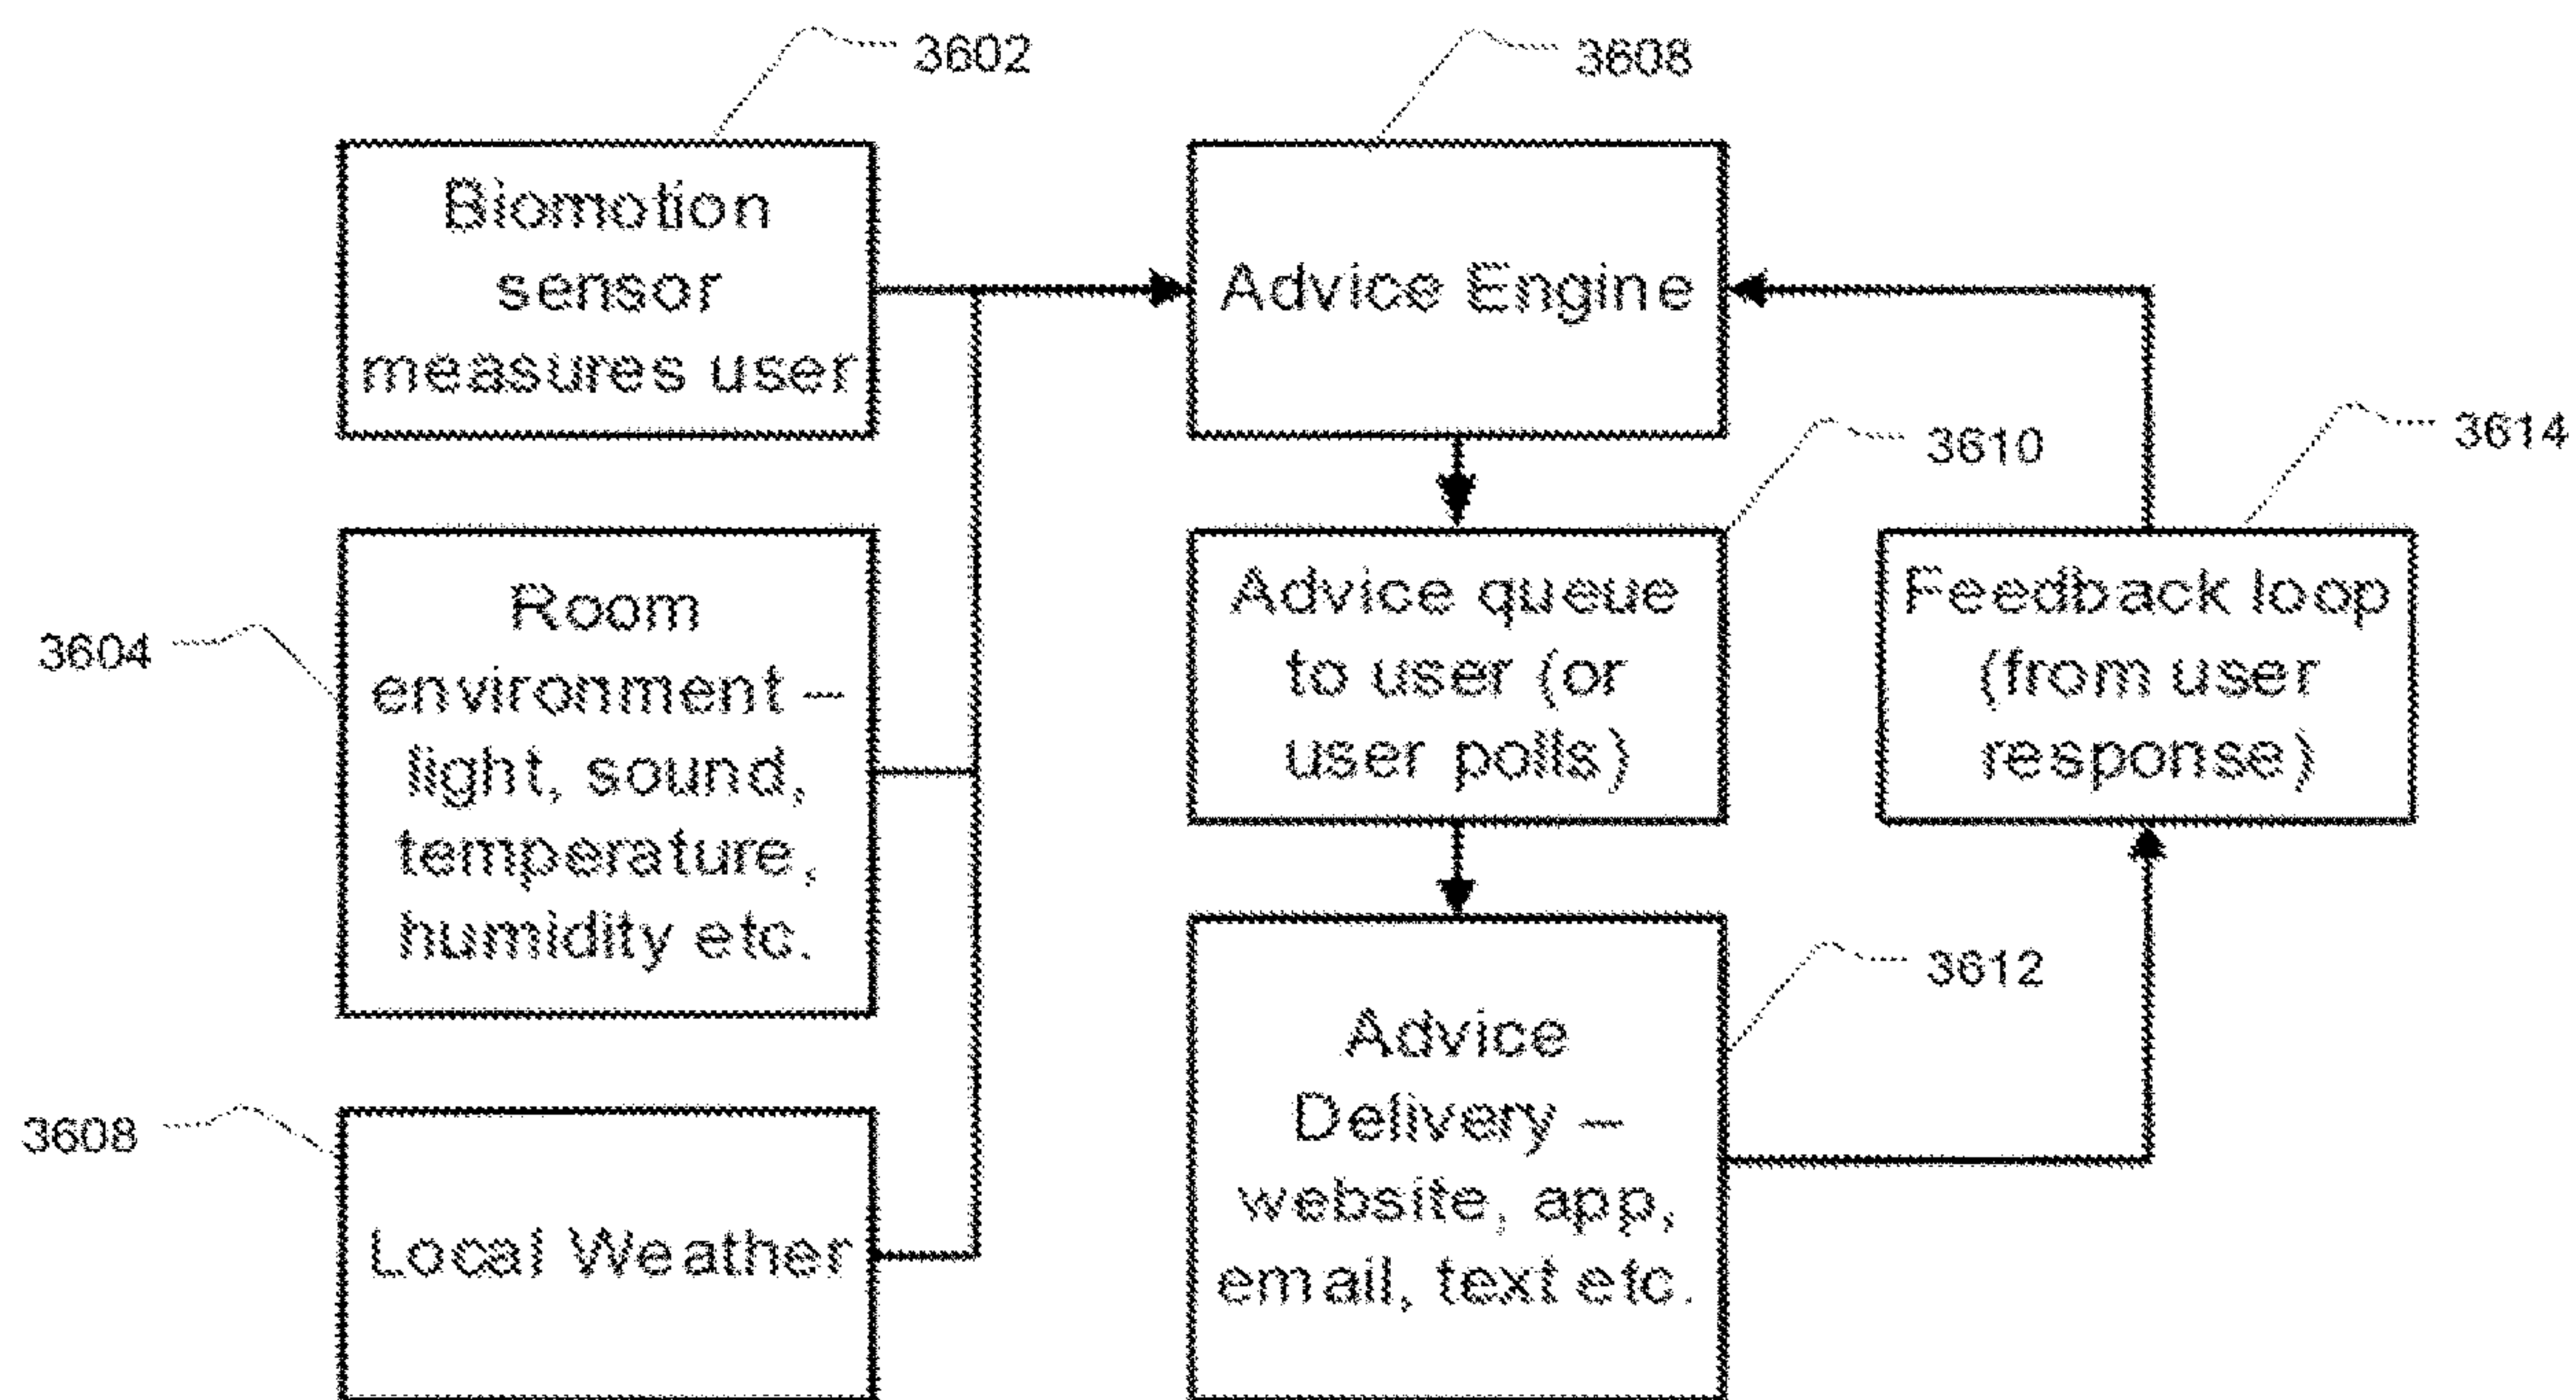 3602
Biomotion
sensor
measures user
3604
Room
environment –
light, sound,
temperature,
humidity etc.
3608
Local Weather
3608
Advice Engine
3610
Advice queue
to user (or
user polls)
3612
Advice
Delivery –
website, app,
email, text etc.
3614
Feedback loop
(from user
response)